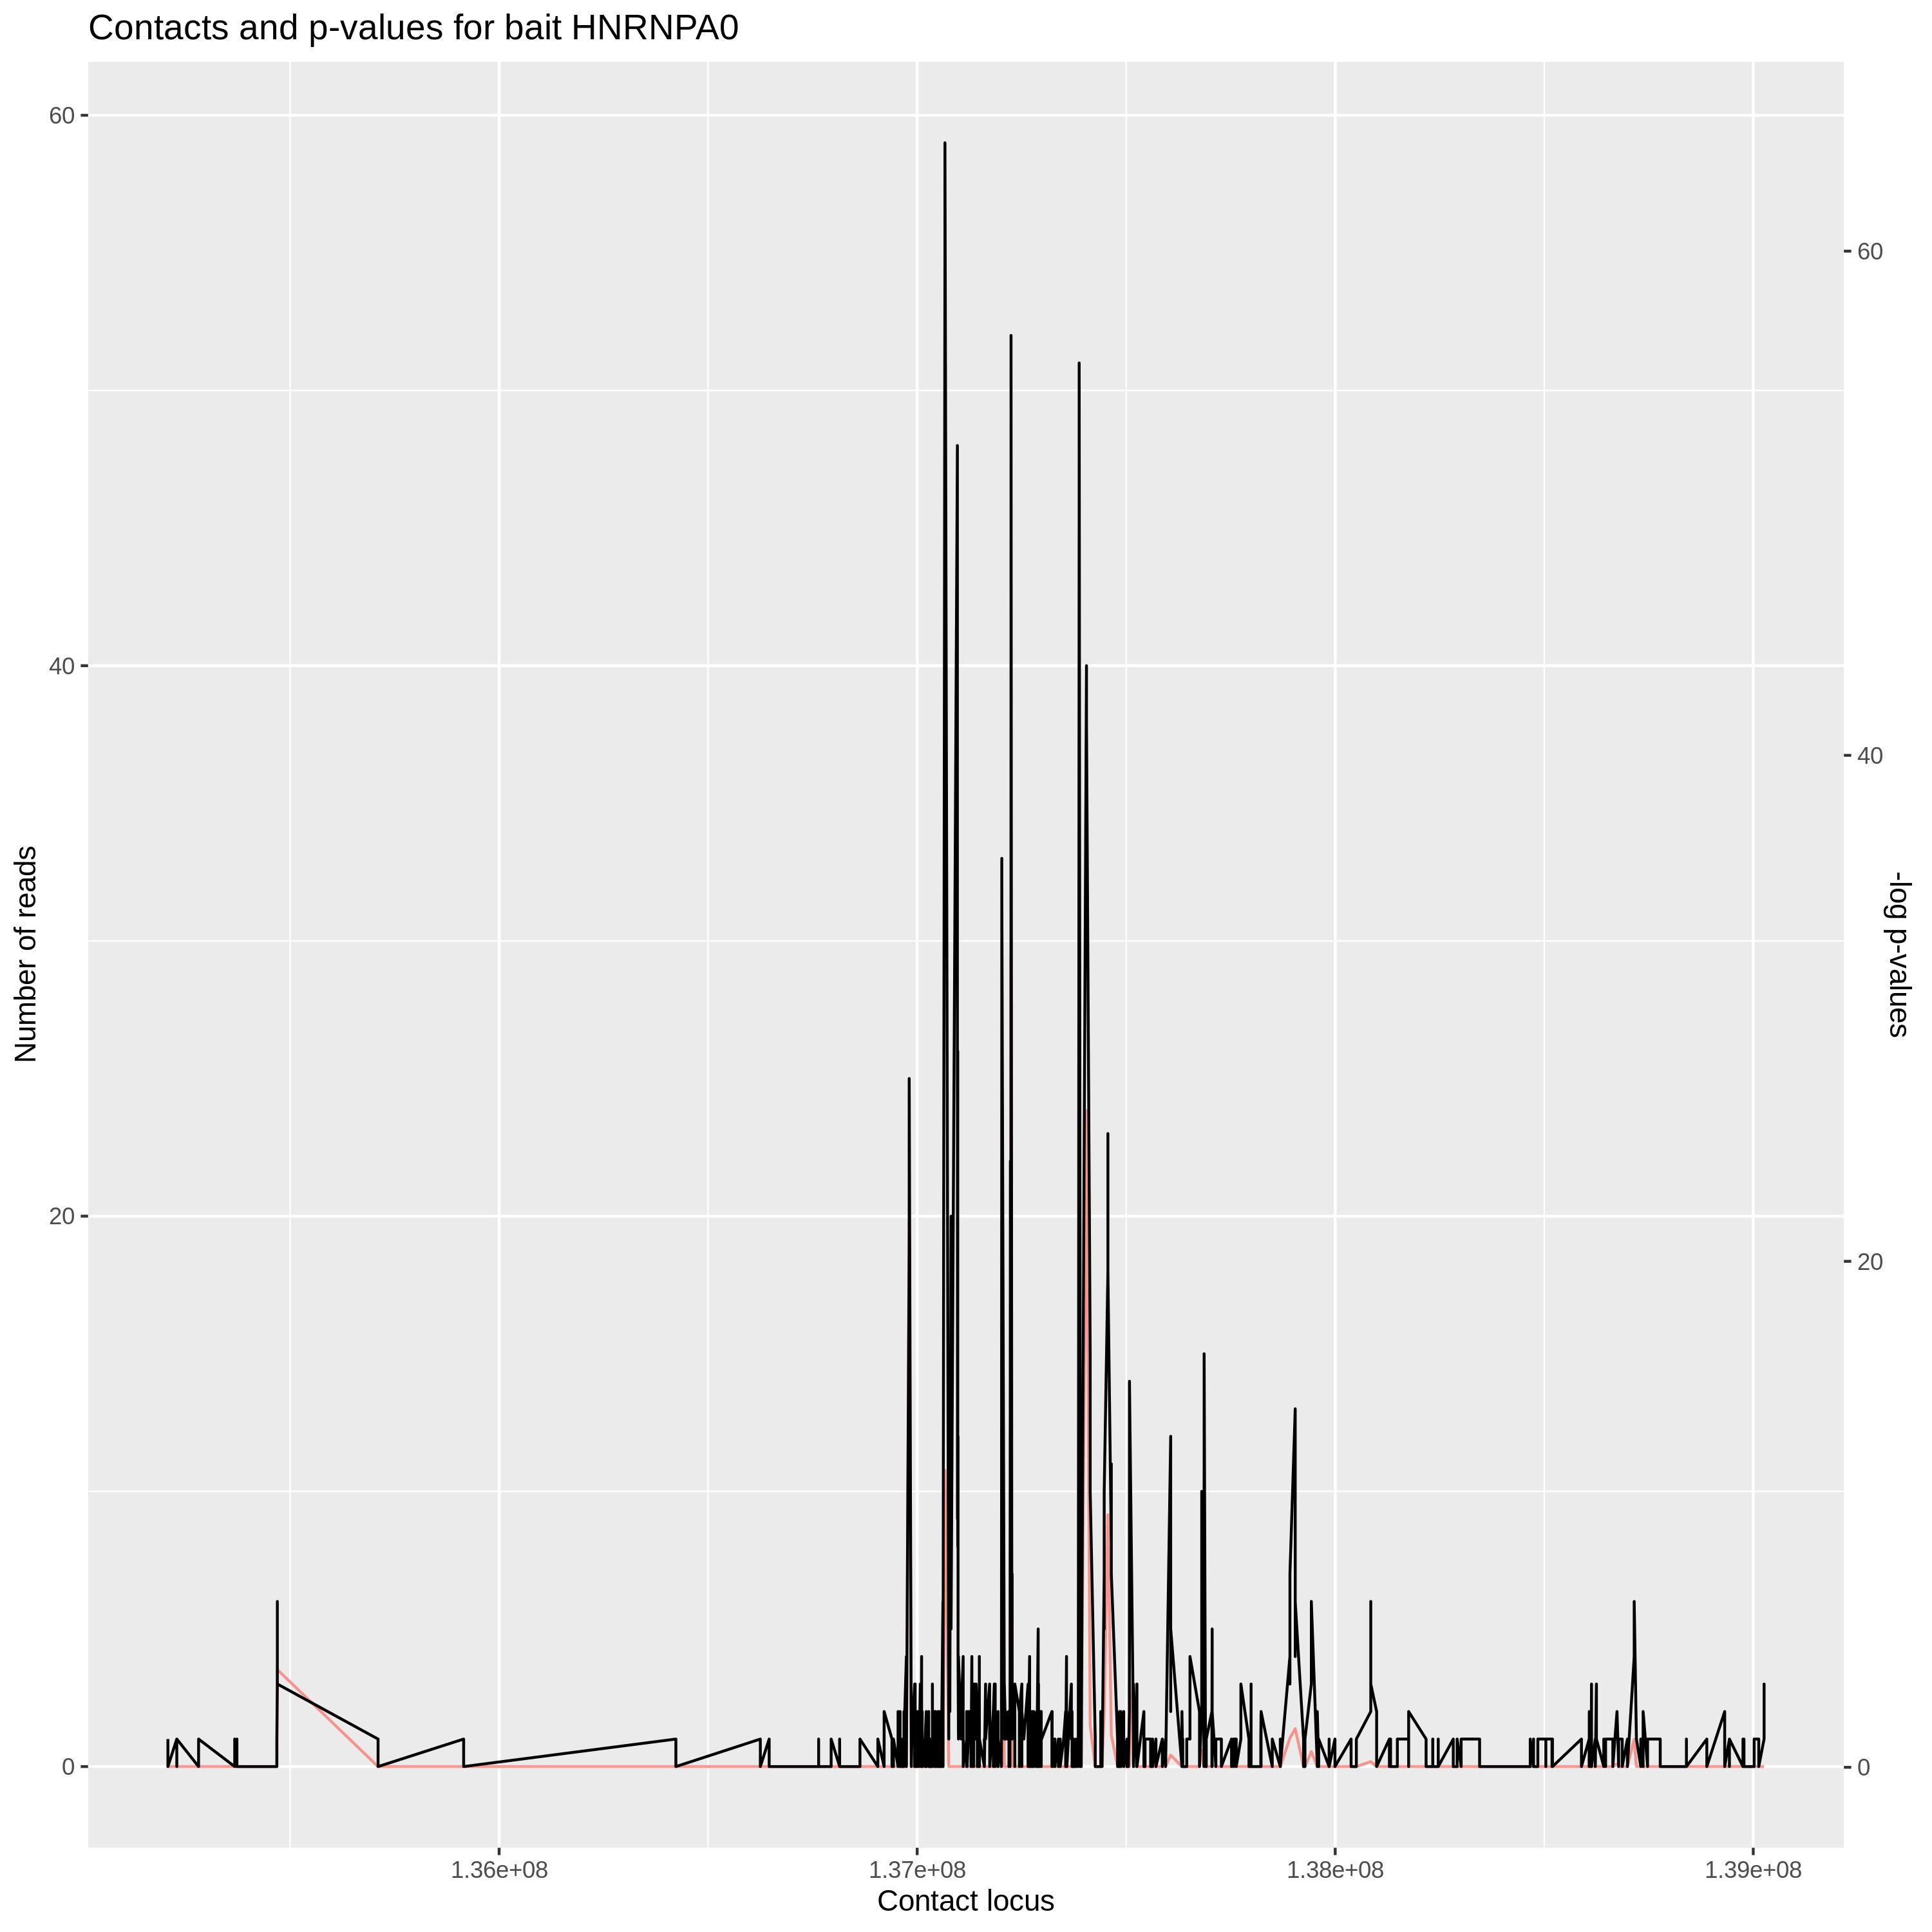 Contacts and p-values for bait HNRNPA0
60
40
20
0
Number of reads
60
40
20
0
-log p-values
1.36e+08 1.37e+08 1.38e+08 1.39e+08
Contact locus